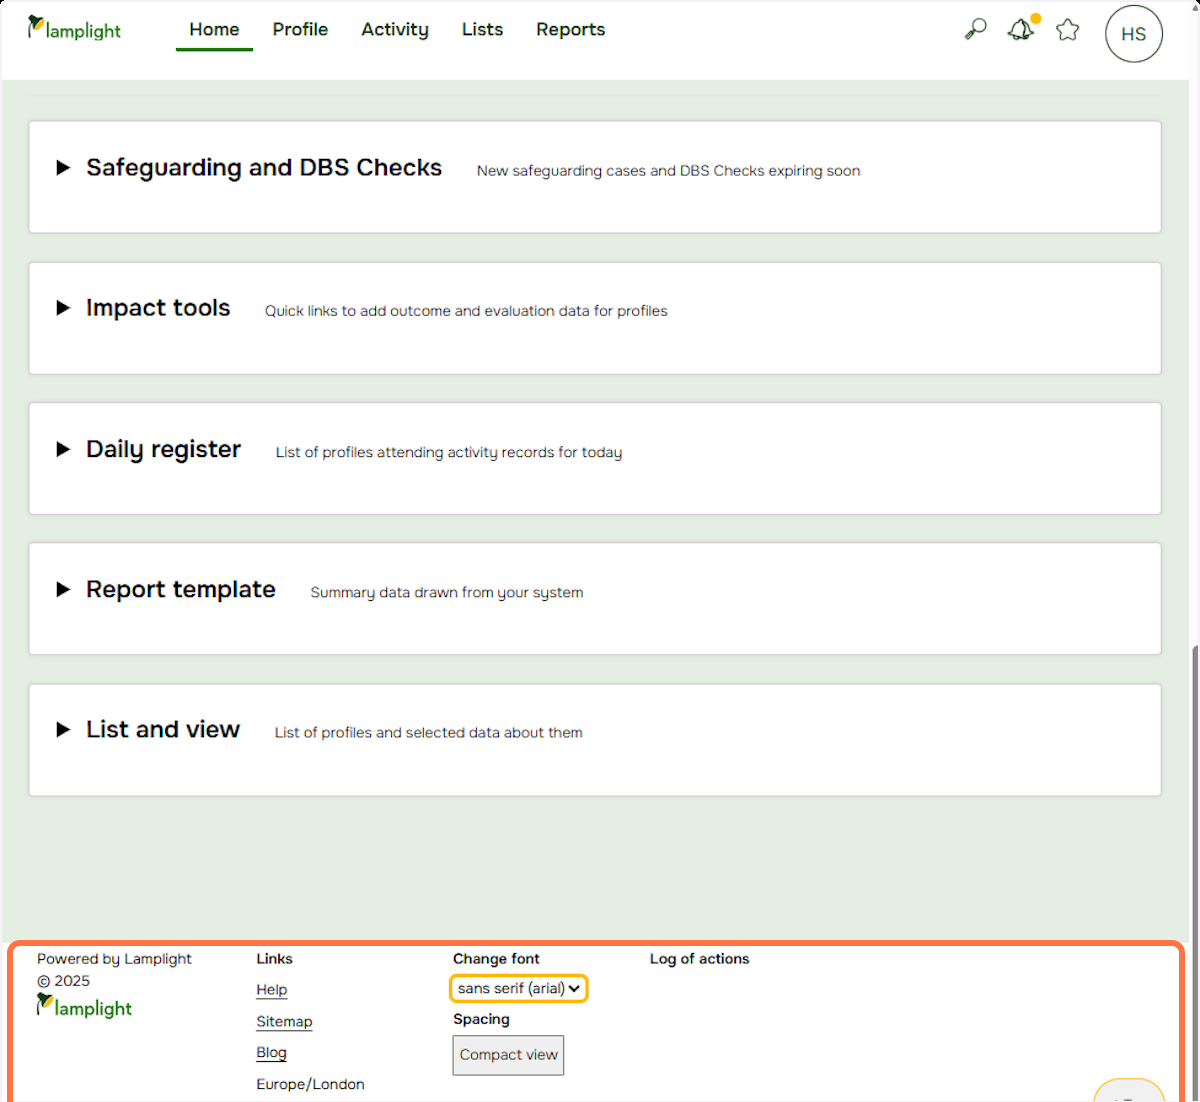 lamplight
Home Profile Activity Lists Reports
HS
Safeguarding and DBS Checks New safeguarding cases and DBS Checks expiring soon
Impact tools Quick links to add outcome and evaluation data for profiles
Daily register List of profiles attending activity records for today
Report template Summary data drawn from your system
List and view List of profiles and selected data about them
Powered by Lamplight
© 2025
lamplight
Links
Help
Sitemap
Blog
Europe/London
Change font
sans serif (arial)
Spacing
Compact view
Log of actions